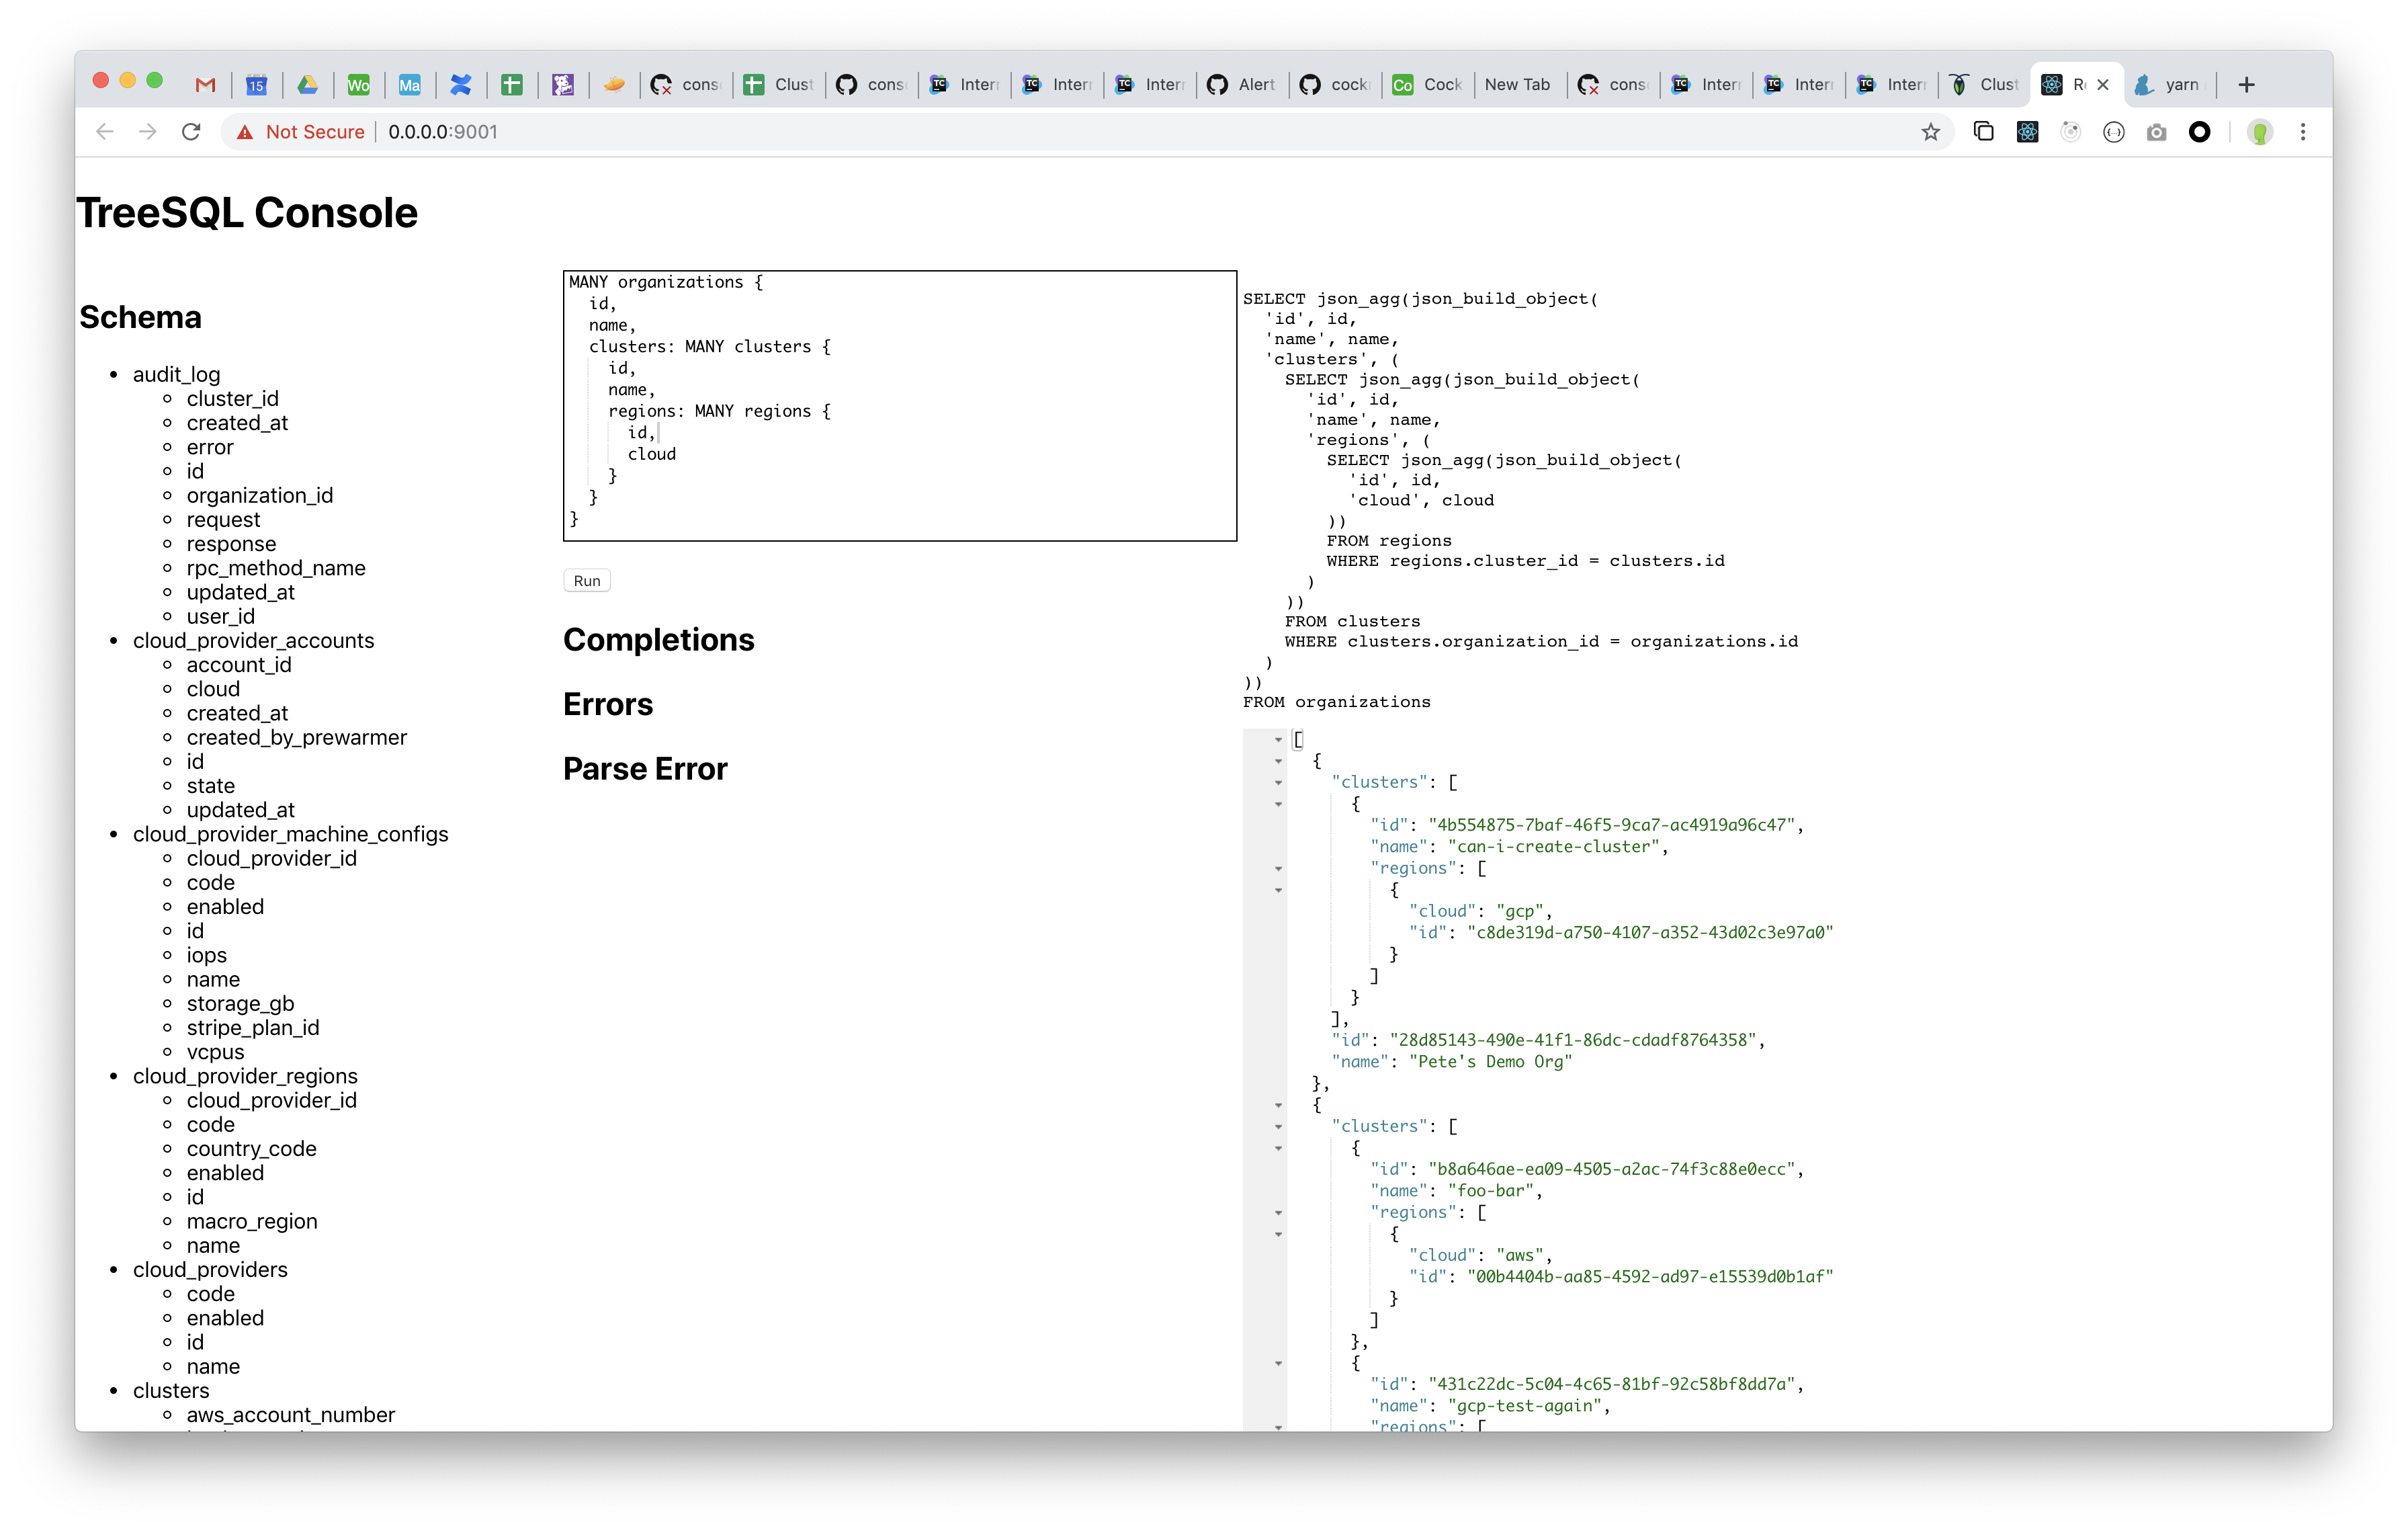 15 Wo Ma cons Clust cons Inter Inter Inter Alert cock Co Cock New Tab cons Inter Inter Inter Clust Re yarn
Not Secure 0.0.0.0:9001
TreeSQL Console
Schema
audit_log
cluster_id
created_at
error
id
organization_id
request
response
rpc_method_name
updated_at
user_id
cloud_provider_accounts
account_id
cloud
created_at
created_by_prewarmer
id
state
updated_at
cloud_provider_machine_configs
cloud_provider_id
code
enabled
id
iops
name
storage_gb
stripe_plan_id
vcpus
cloud_provider_regions
cloud_provider_id
code
country_code
enabled
id
macro_region
name
cloud_providers
code
enabled
id
name
clusters
aws_account_number
MANY organizations {
  id,
  name,
  clusters: MANY clusters {
    id,
    name,
    regions: MANY regions {
      id,
      cloud
    }
  }
}
Run
Completions
Errors
Parse Error
SELECT json_agg(json_build_object(
  'id', id,
  'name', name,
  'clusters', (
    SELECT json_agg(json_build_object(
      'id', id,
      'name', name,
      'regions', (
        SELECT json_agg(json_build_object(
          'id', id,
          'cloud', cloud
        ))
        FROM regions
        WHERE regions.cluster_id = clusters.id
      )
    ))
    FROM clusters
    WHERE clusters.organization_id = organizations.id
  )
))
FROM organizations
[
  {
    "clusters": [
      {
        "id": "4b554875-7baf-46f5-9ca7-ac4919a96c47",
        "name": "can-i-create-cluster",
        "regions": [
          {
            "cloud": "gcp",
            "id": "c8de319d-a750-4107-a352-43d02c3e97a0"
          }
        ]
      }
    ],
    "id": "28d85143-490e-41f1-86dc-cdadf8764358",
    "name": "Pete's Demo Org"
  },
  {
    "clusters": [
      {
        "id": "b8a646ae-ea09-4505-a2ac-74f3c88e0ecc",
        "name": "foo-bar",
        "regions": [
          {
            "cloud": "aws",
            "id": "00b4404b-aa85-4592-ad97-e15539d0b1af"
          }
        ]
      },
      {
        "id": "431c22dc-5c04-4c65-81bf-92c58bf8dd7a",
        "name": "gcp-test-again",
        "regions": [